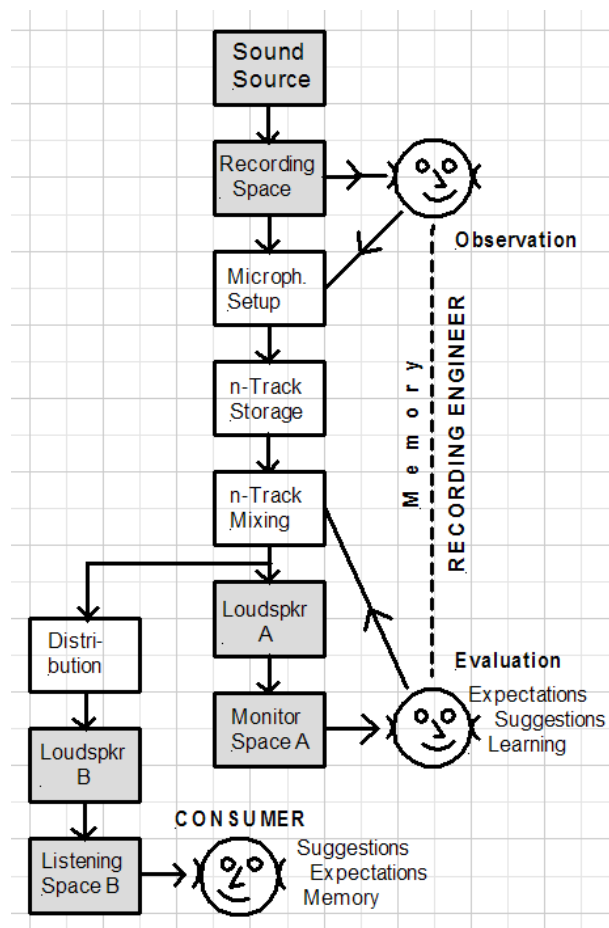 Sound
Source
Recording
Space
Observation
Microph.
Setup
n-Track
Storage
Memory
RECORDING ENGINEER
n-Track
Mixing
Loudspkr
A
Distri-
bution
Evaluation
Expectations
Suggestions
Learning
Monitor
Space A
Loudspkr
B
CONSUMER
Suggestions
Expectations
Memory
Listening
Space B